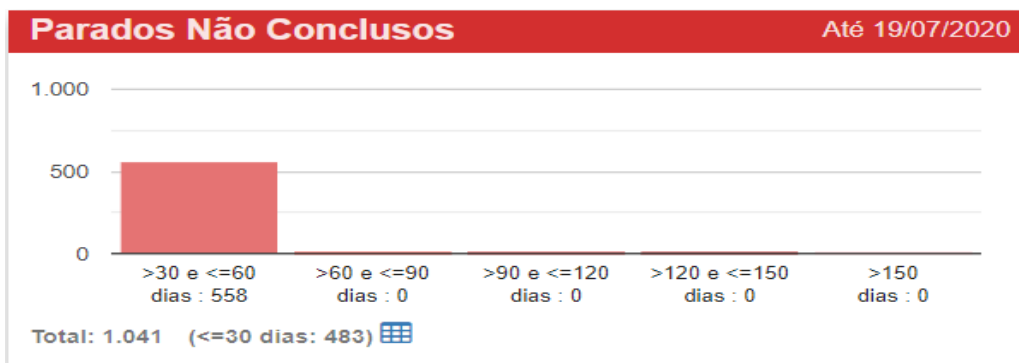 Parados Não Conclusos Até 19/07/2020
1.000
500
0
>30 e <=60 >60 e <=90 >90 e <=120 >120 e <=150 >150
dias : 558 dias : 0 dias : 0 dias : 0 dias : 0
Total: 1.041 (<=30 dias: 483)